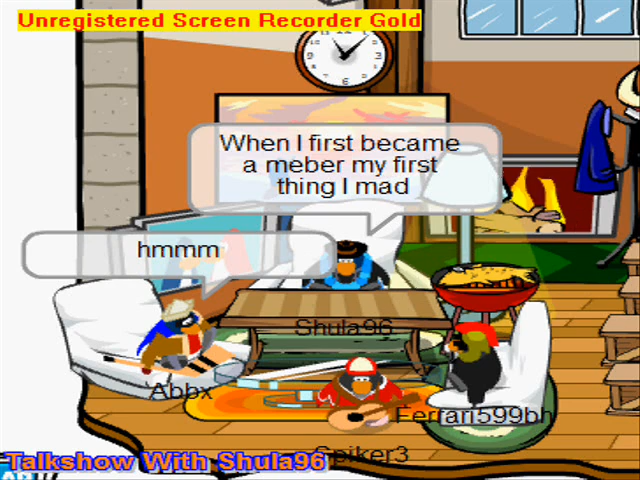 Unregistered Screen Recorder Gold
When I first became
a meber my first
thing I mad
hmmm
Shula96
Abbx
Ferrari599bh
Spiker3
Talkshow With Shula96